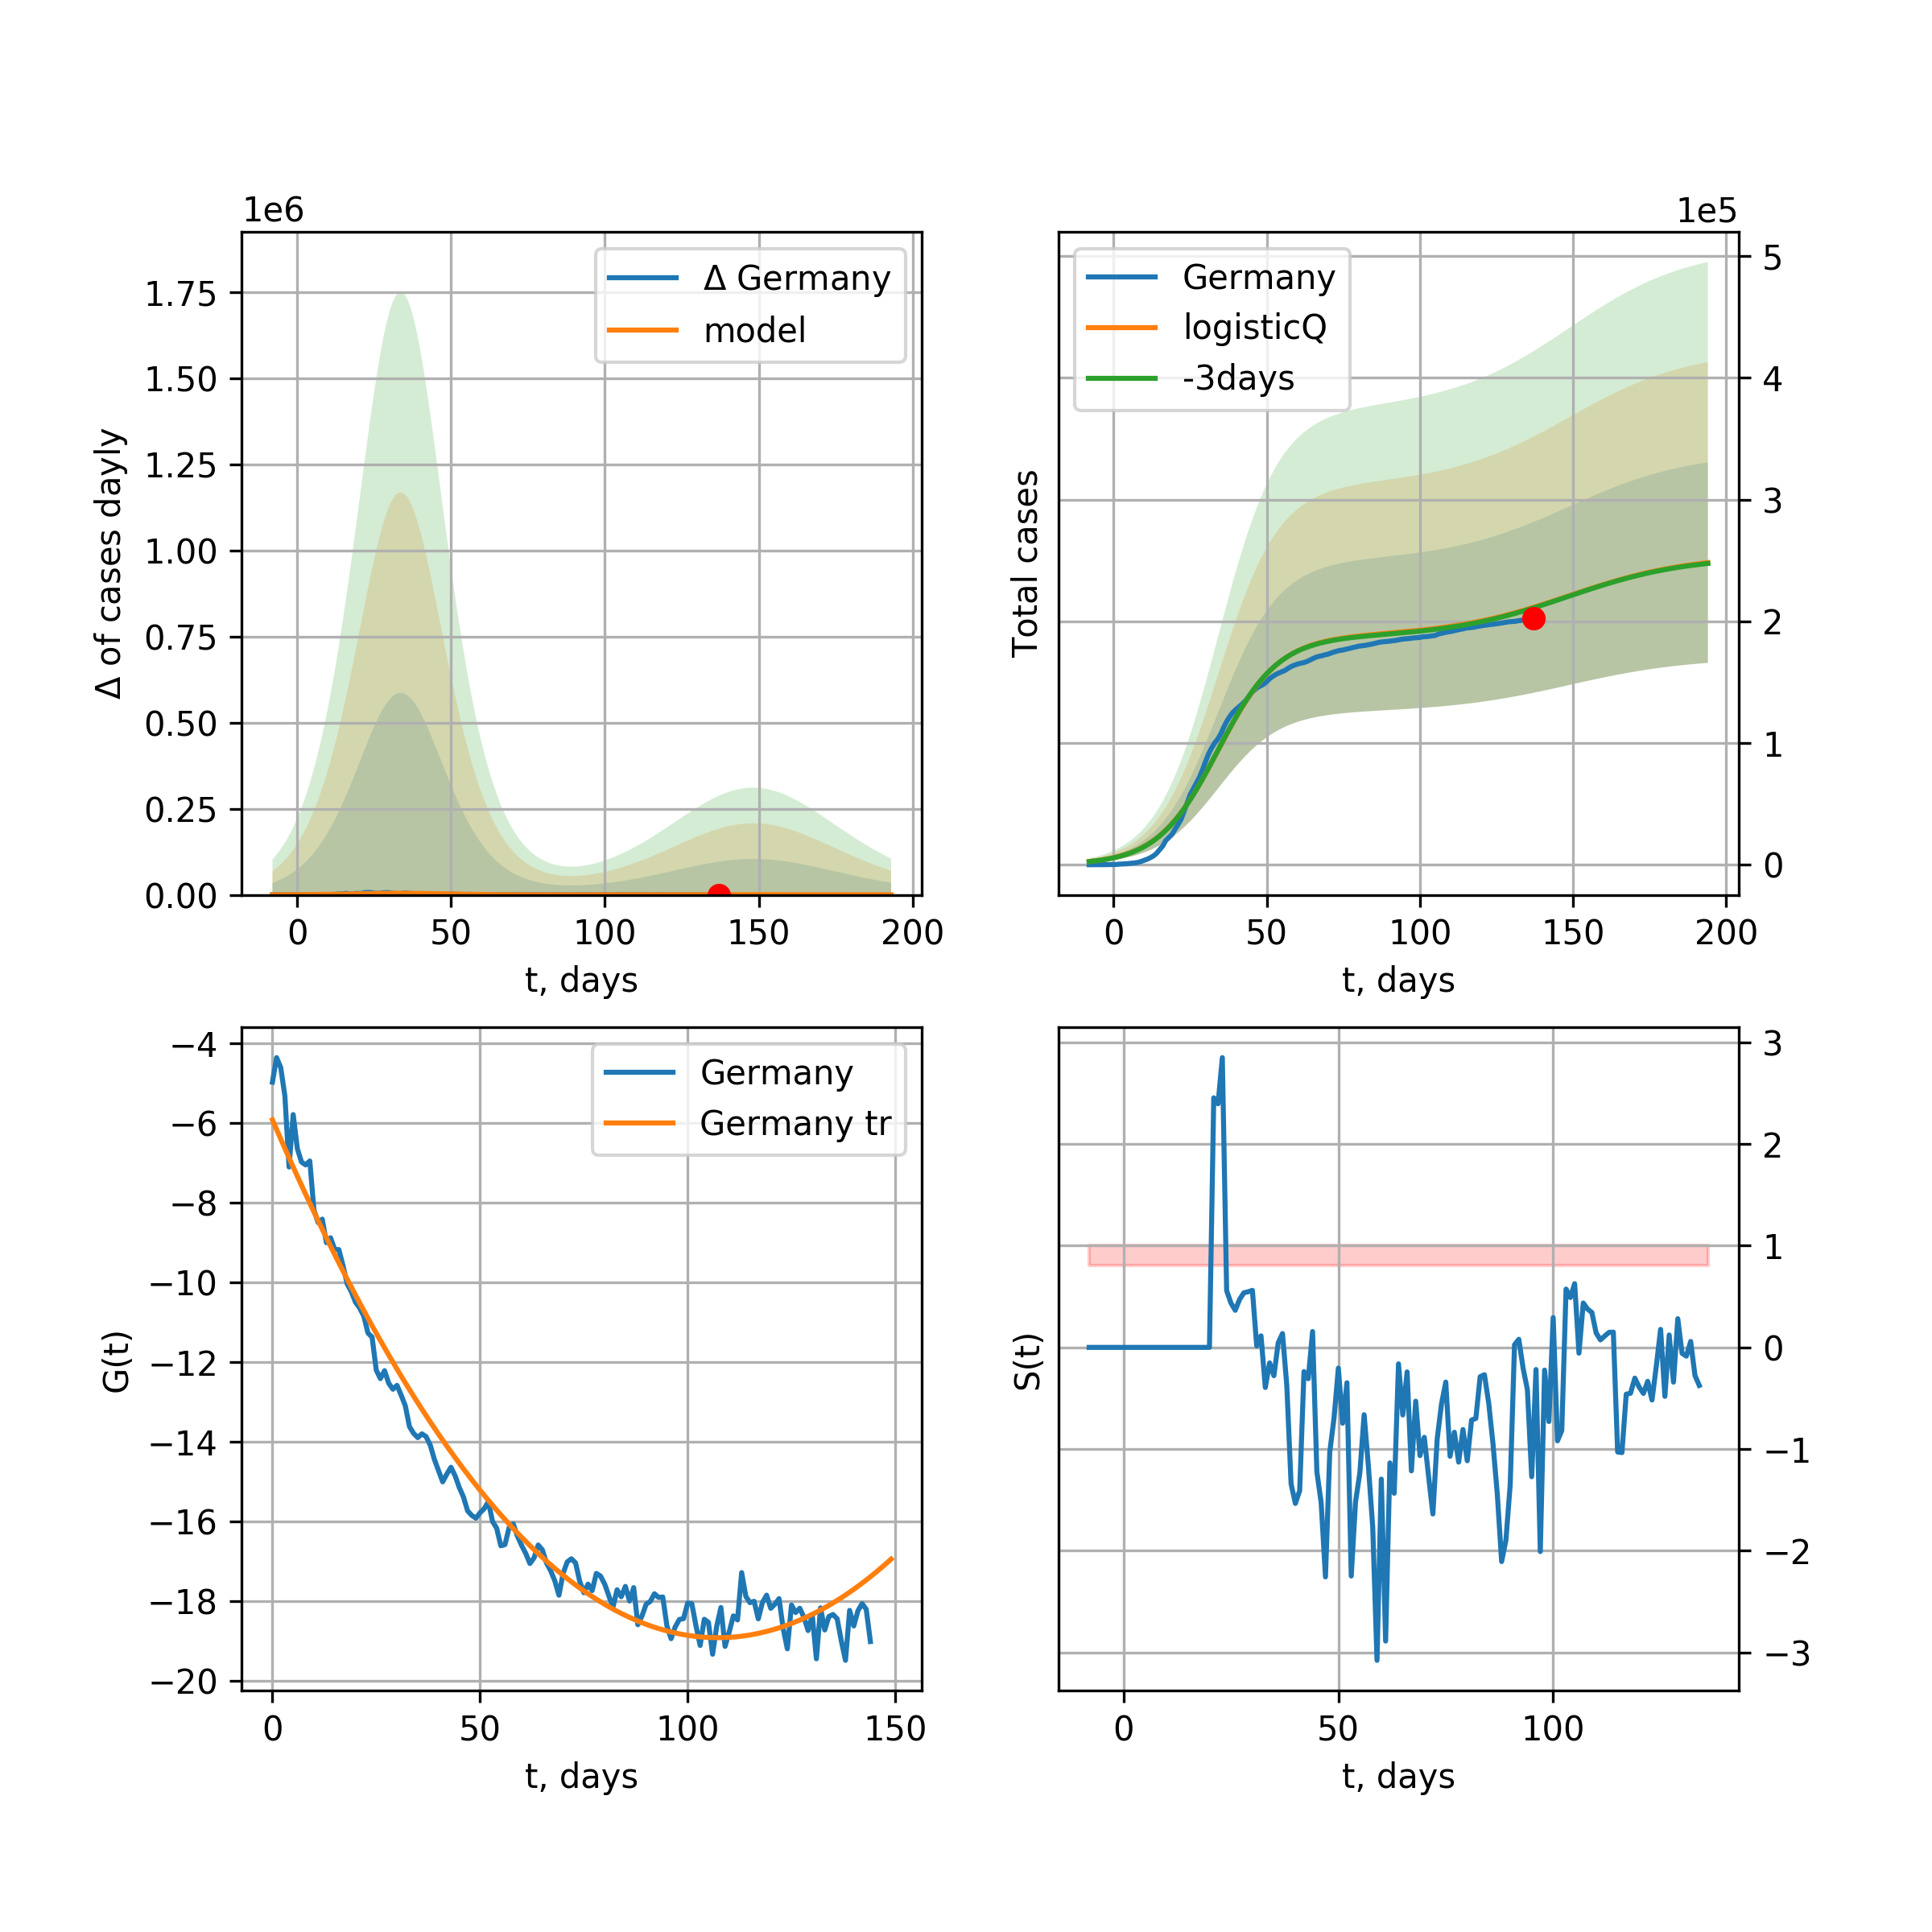 1e6
Δ of cases dayly
1.75
1.50
1.25
1.00
0.75
0.50
0.25
0.00
Δ Germany
model
0 50 100 150 200
t, days
1e5
Total cases
Germany
logisticQ
-3days
5
4
3
2
1
0
0 50 100 150 200
t, days
G(t)
−4
−6
−8
−10
−12
−14
−16
−18
−20
Germany
Germany tr
0 50 100 150
t, days
S(t)
3
2
1
0
−1
−2
−3
0 50 100
t, days